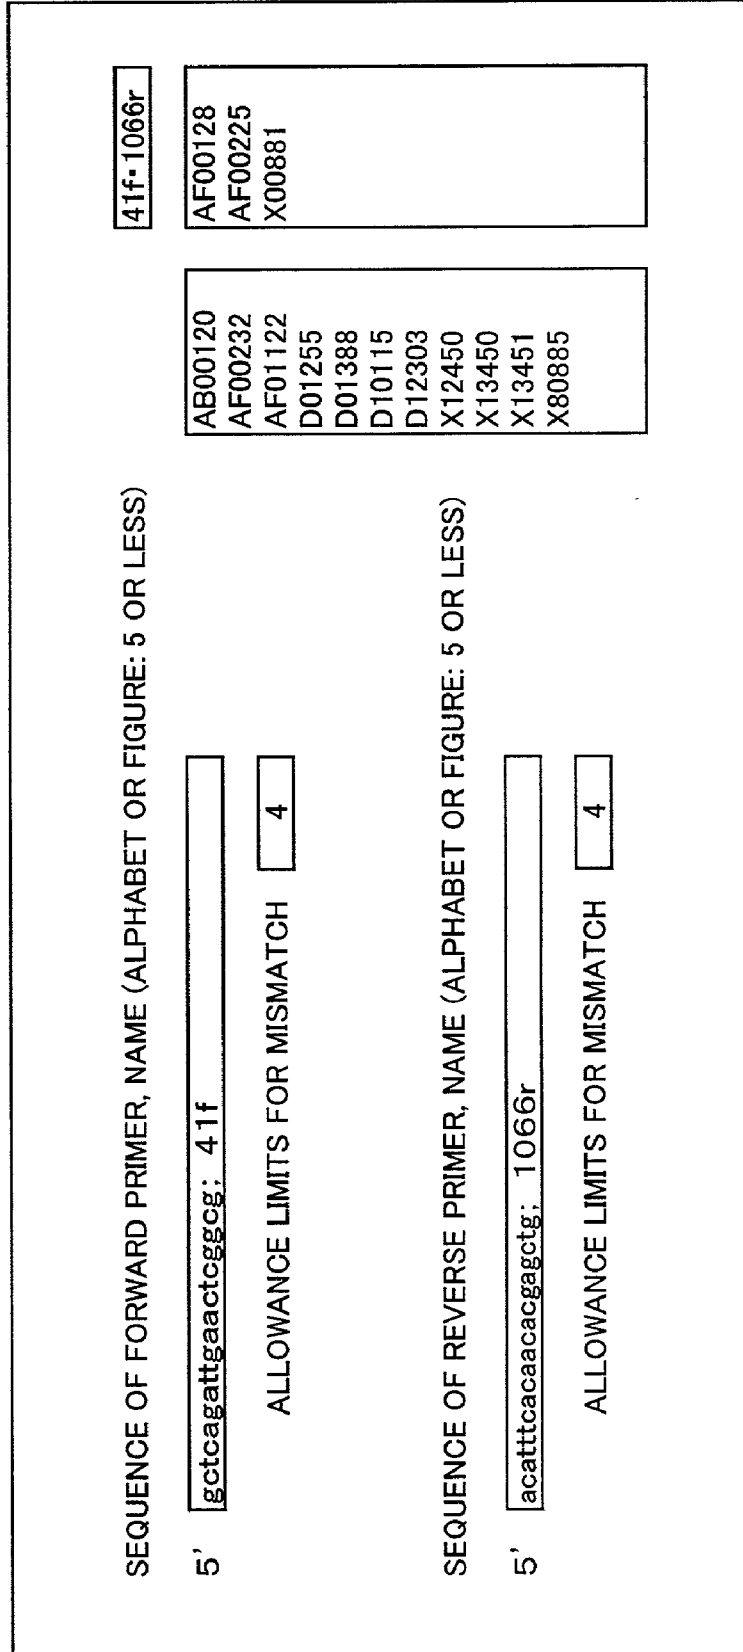 SEQUENCE OF FORWARD PRIMER, NAME (ALPHABET OR FIGURE: 5 OR LESS)
5' gctcagattgaactcggcg; 41f
ALLOWANCE LIMITS FOR MISMATCH 4
SEQUENCE OF REVERSE PRIMER, NAME (ALPHABET OR FIGURE: 5 OR LESS)
5' acatttcacaacacgagctg; 1066r
ALLOWANCE LIMITS FOR MISMATCH 4
AB00120
AF00232
AF01122
D01255
D01388
D10115
D12303
X12450
X13450
X13451
X80885
41f-1066r
AF00128
AF00225
X00881